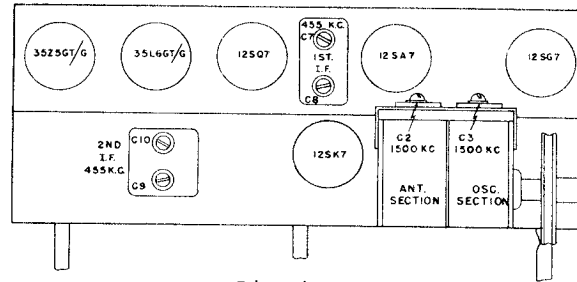 35Z5GT/G
35L6GT/G
12SQ7
455 K.C.
C7
1ST.
I.F.
C8
12SA7
12SG7
2ND
I.F.
455K.C.
C10
C9
12SK7
C2
1500 KC
ANT.
SECTION
C3
1500 KC
OSC.
SECTION